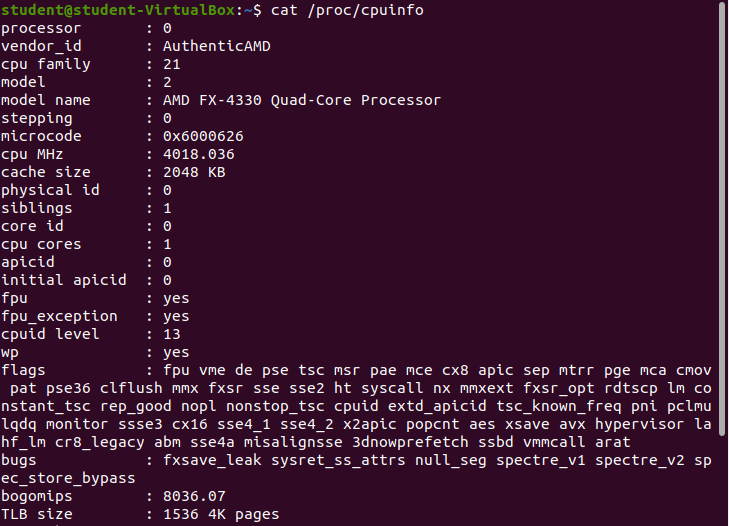 student@student-VirtualBox:~$ cat /proc/cpuinfo
processor : 0
vendor_id : AuthenticAMD
cpu family : 21
model : 2
model name : AMD FX-4330 Quad-Core Processor
stepping : 0
microcode : 0x6000626
cpu MHz : 4018.036
cache size : 2048 KB
physical id : 0
siblings : 1
core id : 0
cpu cores : 1
apicid : 0
initial apicid : 0
fpu : yes
fpu_exception : yes
cpuid level : 13
wp : yes
flags : fpu vme de pse tsc msr pae mce cx8 apic sep mtrr pge mca cmov
pat pse36 clflush mmx fxsr sse sse2 ht syscall nx mmxext fxsr_opt rdtscp lm co
nstant_tsc rep_good nopl nonstop_tsc cpuid extd_apicid tsc_known_freq pni pclmu
lqdq monitor ssse3 cx16 sse4_1 sse4_2 x2apic popcnt aes xsave avx hypervisor la
hf_lm cr8_legacy abm sse4a misalignsse 3dnowprefetch ssbd vmmcall arat
bugs : fxsave_leak sysret_ss_attrs null_seg spectre_v1 spectre_v2 sp
ec_store_bypass
bogomips : 8036.07
TLB size : 1536 4K pages